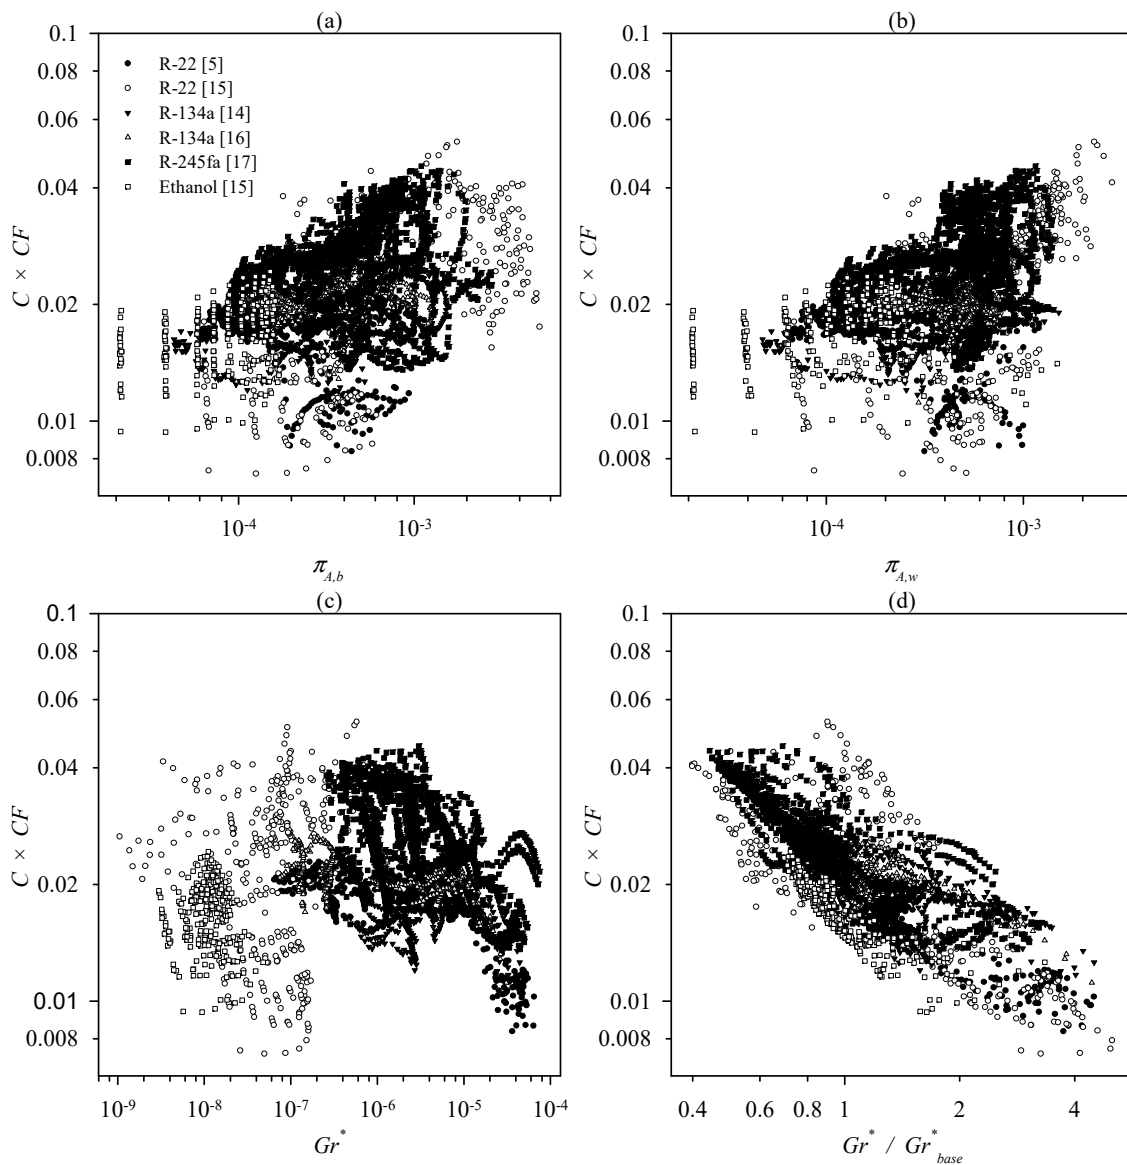 (a)
0.1
0.08
0.06
0.04
0.02
0.01
0.008
C × CF
R-22 [5]
R-22 [15]
R-134a [14]
R-134a [16]
R-245fa [17]
Ethanol [15]
10⁻⁴ 10⁻³
π_A,b
(b)
0.1
0.08
0.06
0.04
0.02
0.01
0.008
C × CF
10⁻⁴ 10⁻³
π_A,w
(c)
0.1
0.08
0.06
0.04
0.02
0.01
0.008
C × CF
10⁻⁹ 10⁻⁸ 10⁻⁷ 10⁻⁶ 10⁻⁵ 10⁻⁴
Gr*
(d)
0.1
0.08
0.06
0.04
0.02
0.01
0.008
C × CF
0.4 0.6 0.8 1 2 4
Gr* / Gr*_base